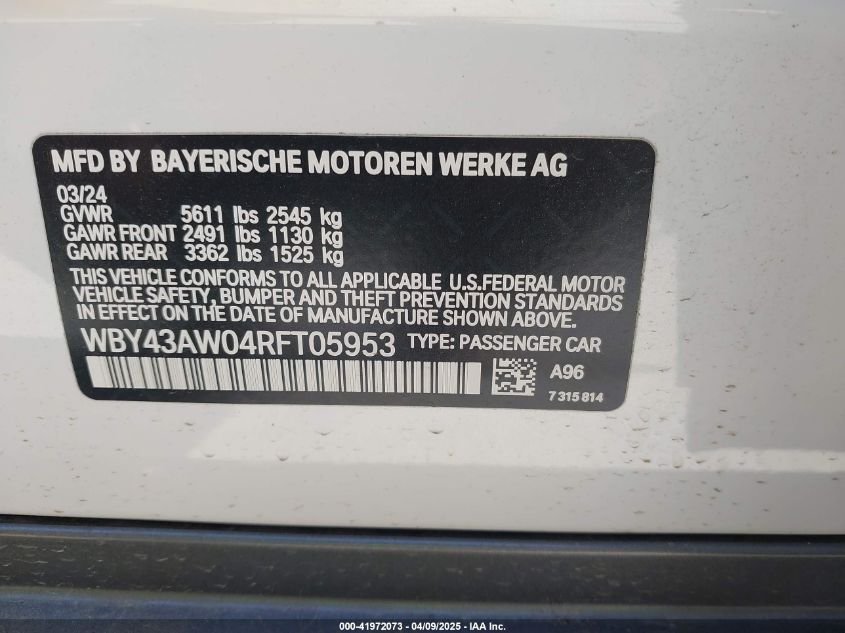 MFD BY BAYERISCHE MOTOREN WERKE AG
03/24
GVWR 5611 lbs 2545 kg
GAWR FRONT 2491 lbs 1130 kg
GAWR REAR 3362 lbs 1525 kg
THIS VEHICLE CONFORMS TO ALL APPLICABLE U.S.FEDERAL MOTOR
VEHICLE SAFETY, BUMPER AND THEFT PREVENTION STANDARDS
IN EFFECT ON THE DATE OF MANUFACTURE SHOWN ABOVE.
WBY43AW04RFT05953 TYPE: PASSENGER CAR
A96
7 315 814
000-41972073 | 04/09/2025 - IAA Inc.